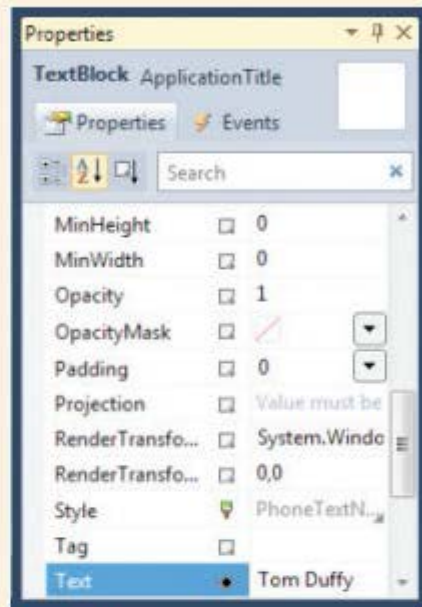 Properties
TextBlock ApplicationTitle
Properties Events
Search
MinHeight 0
MinWidth 0
Opacity 1
OpacityMask
Padding 0
Projection Value must be
RenderTransfo... System.Windo
RenderTransfo... 0,0
Style PhoneTextN...
Tag
Text Tom Duffy